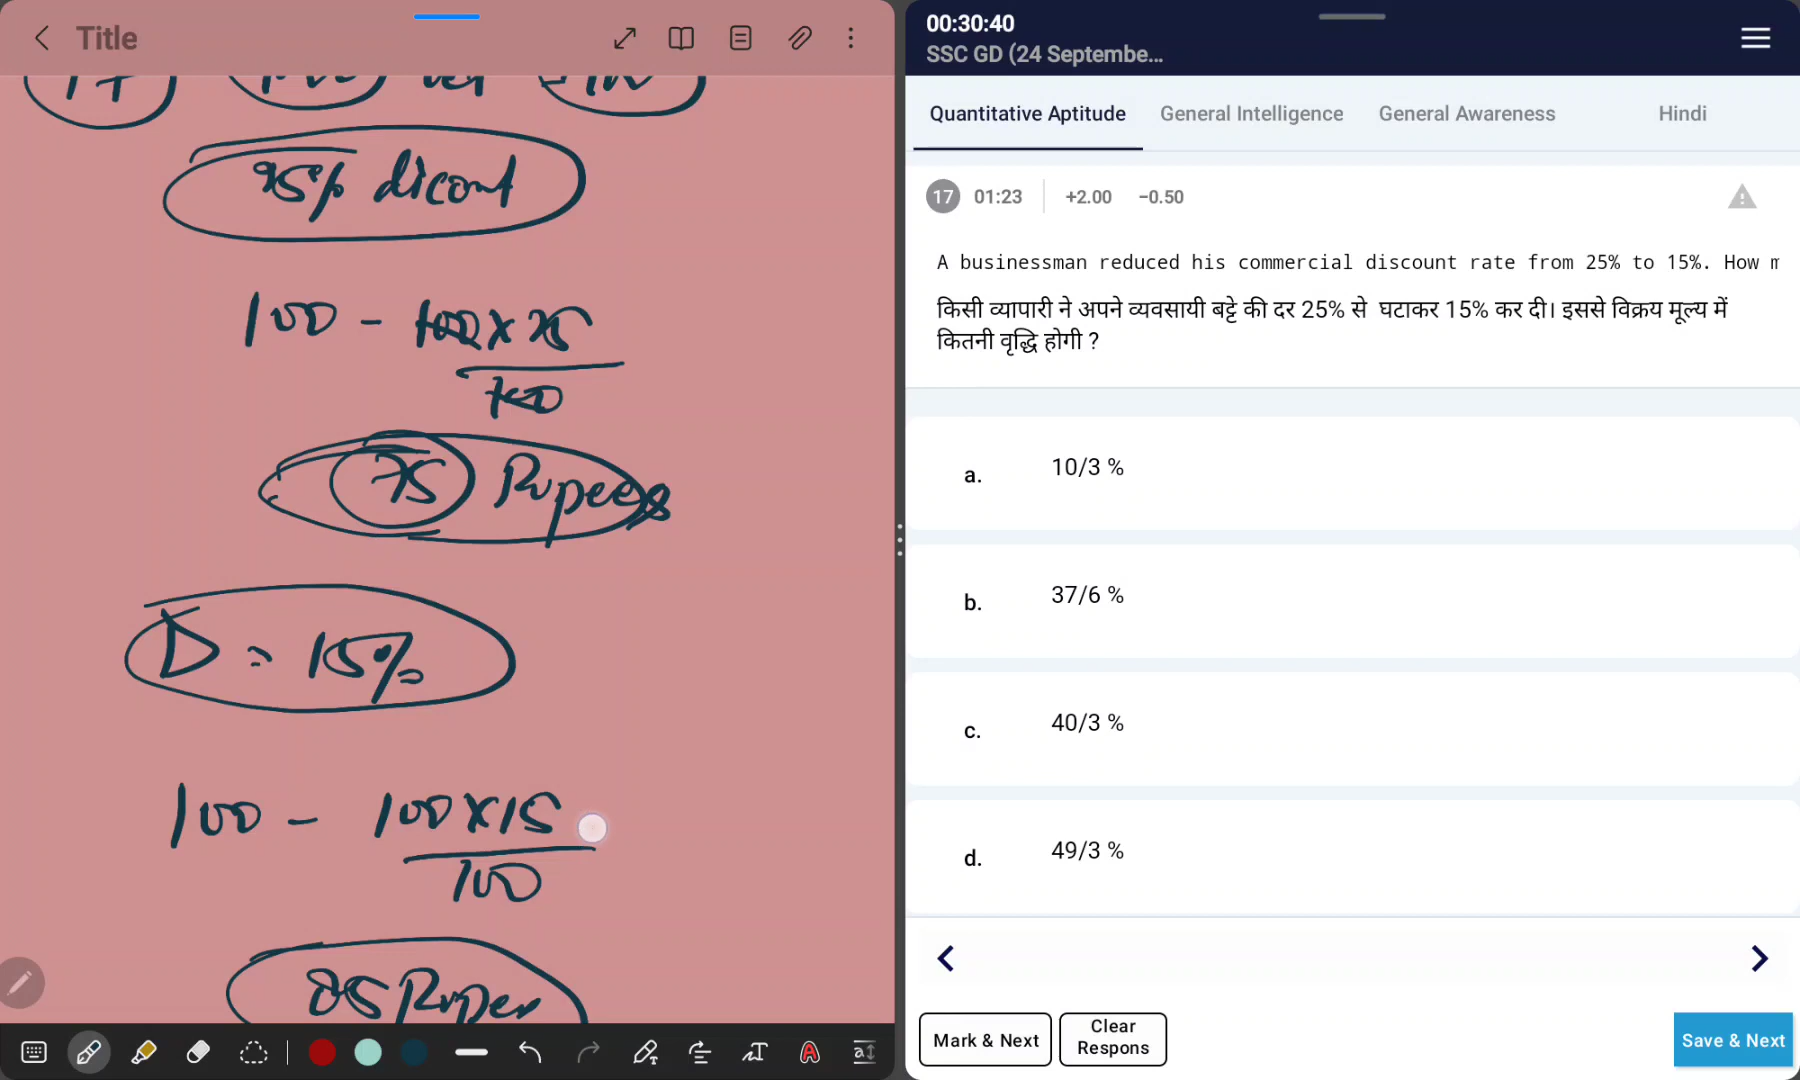 Title
25% dicont
100 - 100×25
100
75 Rupees
D = 15%
100 - 100×15
100
85 Rupee
00:30:40
SSC GD (24 Septembe...
Quantitative Aptitude General Intelligence General Awareness Hindi
17 01:23 +2.00 −0.50
A businessman reduced his commercial discount rate from 25% to 15%. How
किसी व्यापारी ने अपने व्यवसायी बट्टे की दर 25% से घटाकर 15% कर दी। इससे विक्रय मूल्य में
कितनी वृद्धि होगी ?
a. 10/3 %
b. 37/6 %
c. 40/3 %
d. 49/3 %
Mark & Next
Clear
Respons
Save & Next